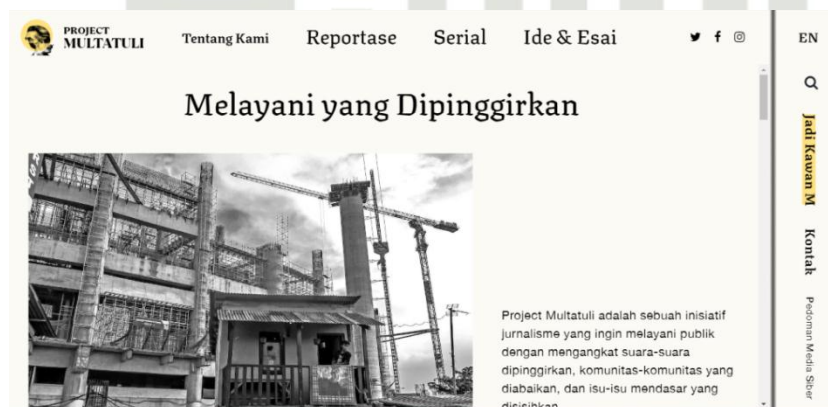 PROJECT
MULTATULI
Tentang Kami
Reportase
Serial
Ide & Esai
EN
Jadi Kawan M
Kontak
Pedoman Media Siber
Melayani yang Dipinggirkan
Project Multatuli adalah sebuah inisiatif
jurnalisme yang ingin melayani publik
dengan mengangkat suara-suara
dipinggirkan, komunitas-komunitas yang
diabaikan, dan isu-isu mendasar yang
disisihkan